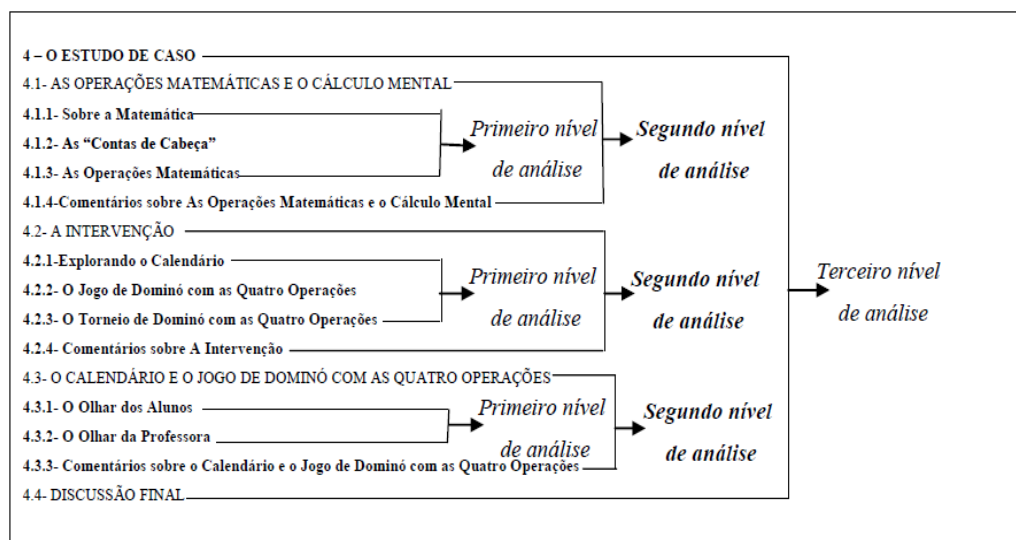 4 – O ESTUDO DE CASO
4.1- AS OPERAÇÕES MATEMÁTICAS E O CÁLCULO MENTAL
4.1.1- Sobre a Matemática
4.1.2- As “Contas de Cabeça”
4.1.3- As Operações Matemáticas
4.1.4-Comentários sobre As Operações Matemáticas e o Cálculo Mental
Primeiro nível
de análise
Segundo nível
de análise
4.2- A INTERVENÇÃO
4.2.1-Explorando o Calendário
4.2.2- O Jogo de Dominó com as Quatro Operações
4.2.3- O Torneio de Dominó com as Quatro Operações
4.2.4- Comentários sobre A Intervenção
Primeiro nível
de análise
Segundo nível
de análise
4.3- O CALENDÁRIO E O JOGO DE DOMINÓ COM AS QUATRO OPERAÇÕES
4.3.1- O Olhar dos Alunos
4.3.2- O Olhar da Professora
4.3.3- Comentários sobre o Calendário e o Jogo de Dominó com as Quatro Operações
Primeiro nível
de análise
Segundo nível
de análise
4.4- DISCUSSÃO FINAL
Terceiro nível
de análise